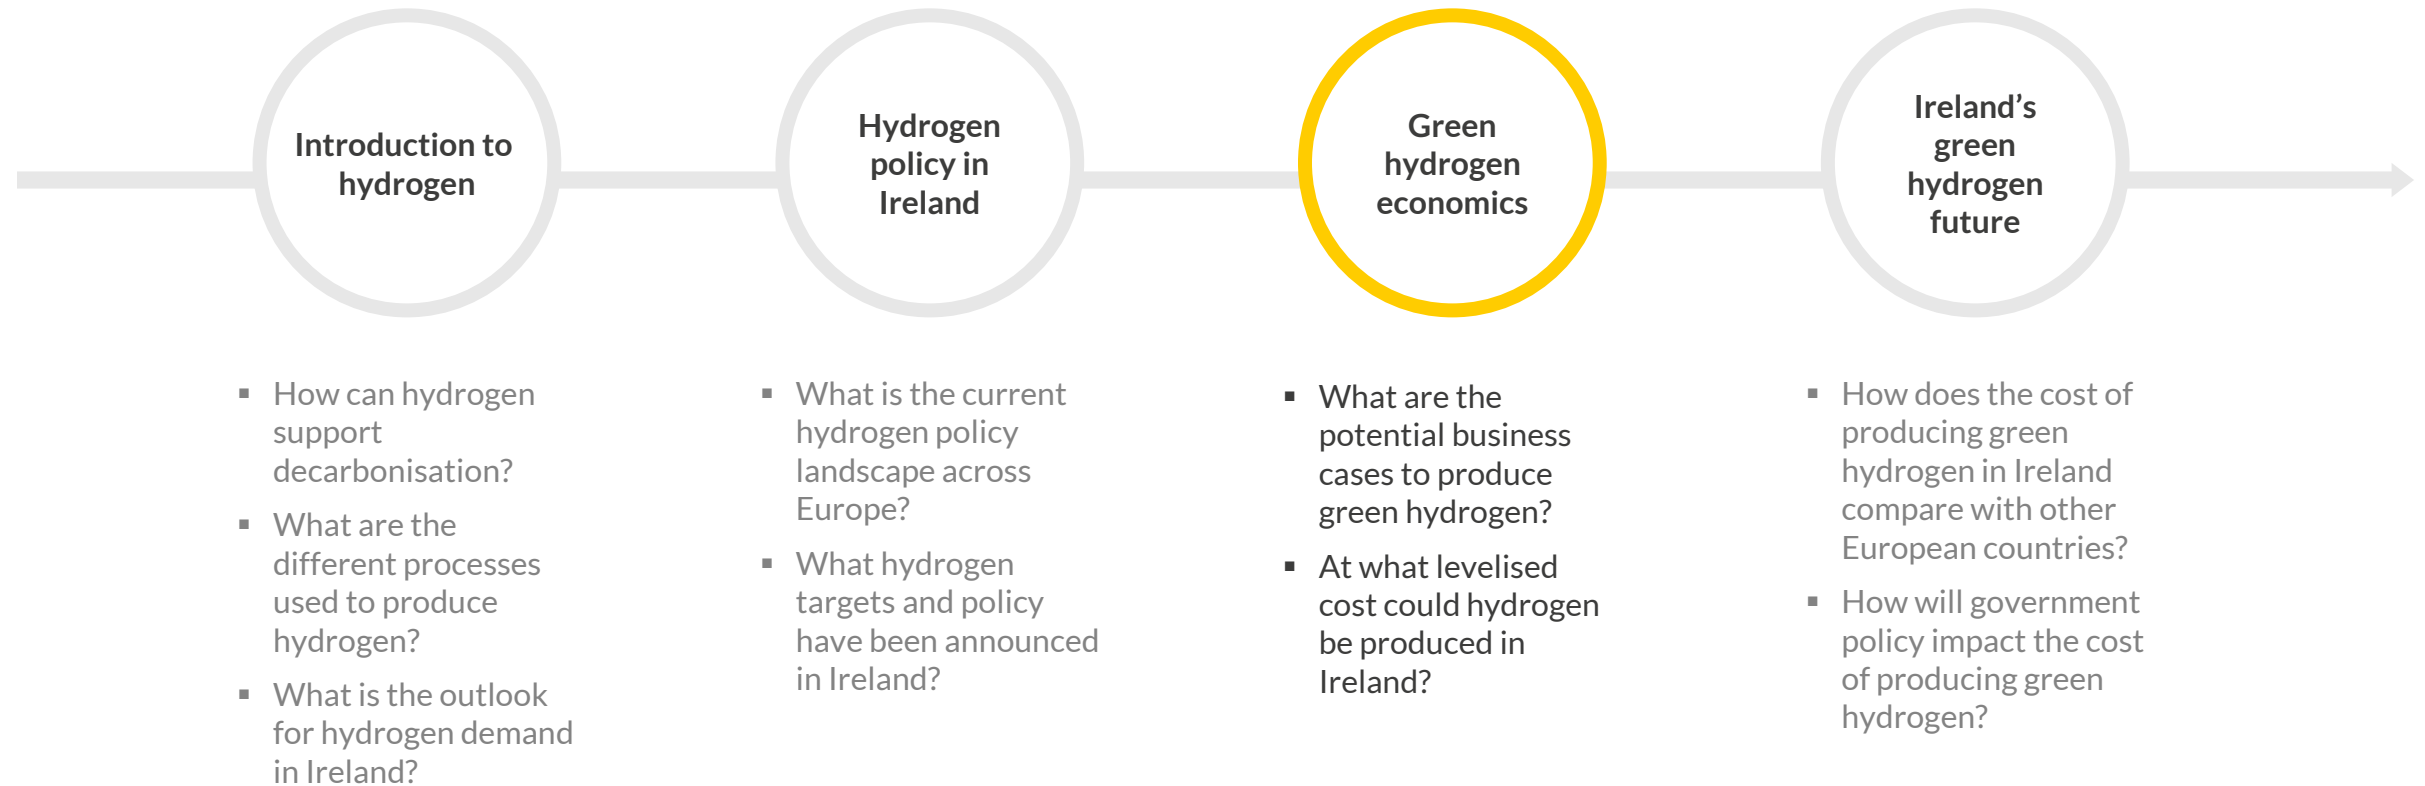 Introduction to
hydrogen
Hydrogen
policy in
Ireland
Green
hydrogen
economics
Ireland’s
green
hydrogen
future
▪ How can hydrogen
support
decarbonisation?
▪ What are the
different processes
used to produce
hydrogen?
▪ What is the outlook
for hydrogen demand
in Ireland?
▪ What is the current
hydrogen policy
landscape across
Europe?
▪ What hydrogen
targets and policy
have been announced
in Ireland?
▪ What are the
potential business
cases to produce
green hydrogen?
▪ At what levelised
cost could hydrogen
be produced in
Ireland?
▪ How does the cost of
producing green
hydrogen in Ireland
compare with other
European countries?
▪ How will government
policy impact the cost
of producing green
hydrogen?